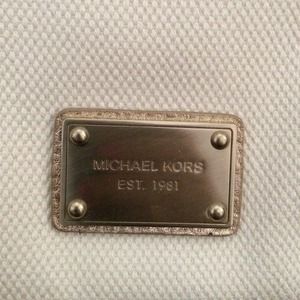 MICHAEL KORS
EST. 1981